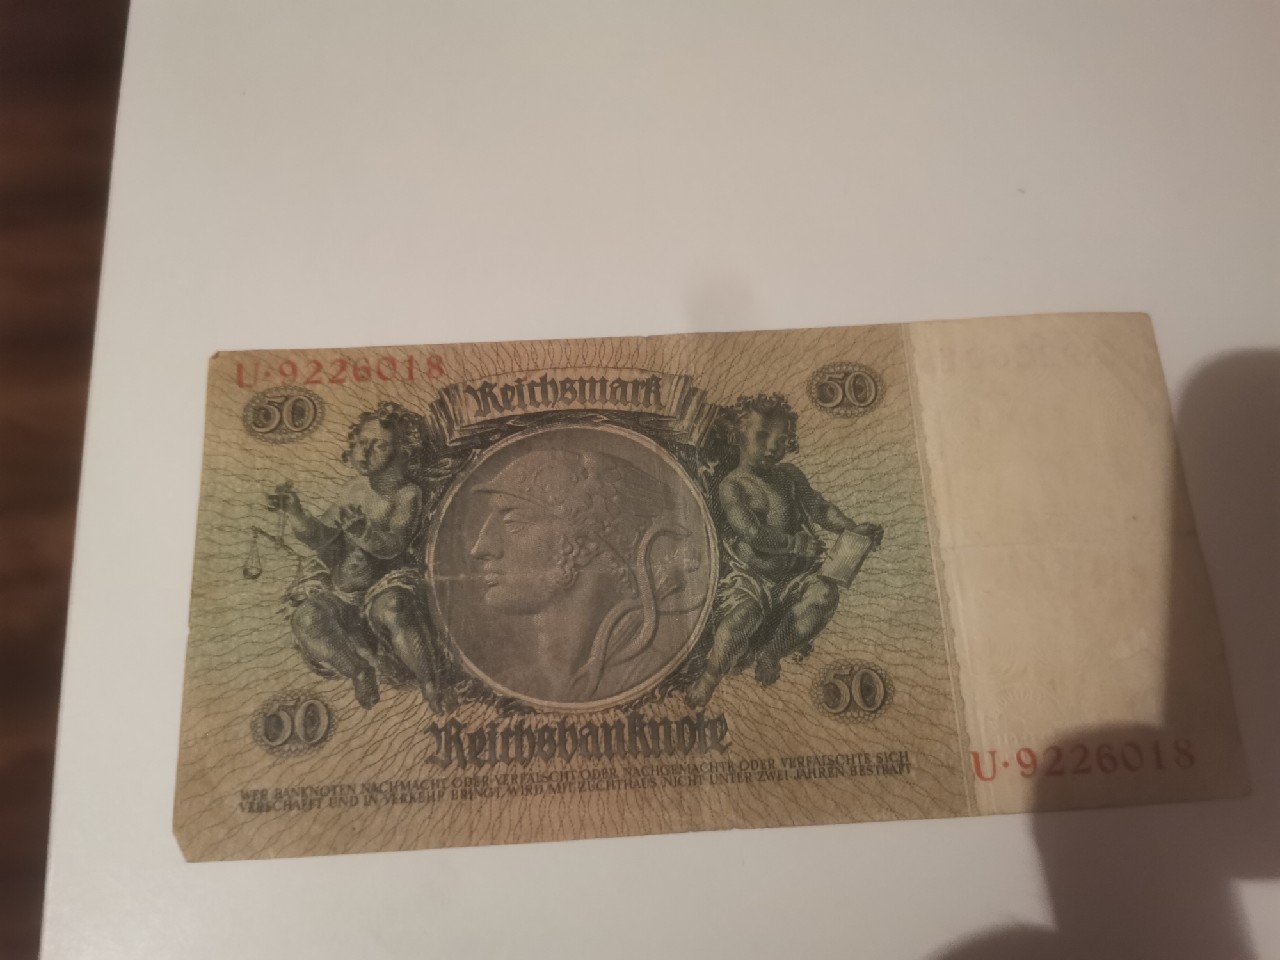 U·9226018
Reichsmark
50
50
50
50
Reichsbanknote
WER BANKNOTEN NACHMACHT ODER VERFÄLSCHT ODER NACHGEMACHTE ODER VERFÄLSCHTE SICH
VERSCHAFFT UND IN VERKEHR BRINGT, WIRD MIT ZUCHTHAUS NICHT UNTER ZWEI JAHREN BESTRAFT
U·9226018